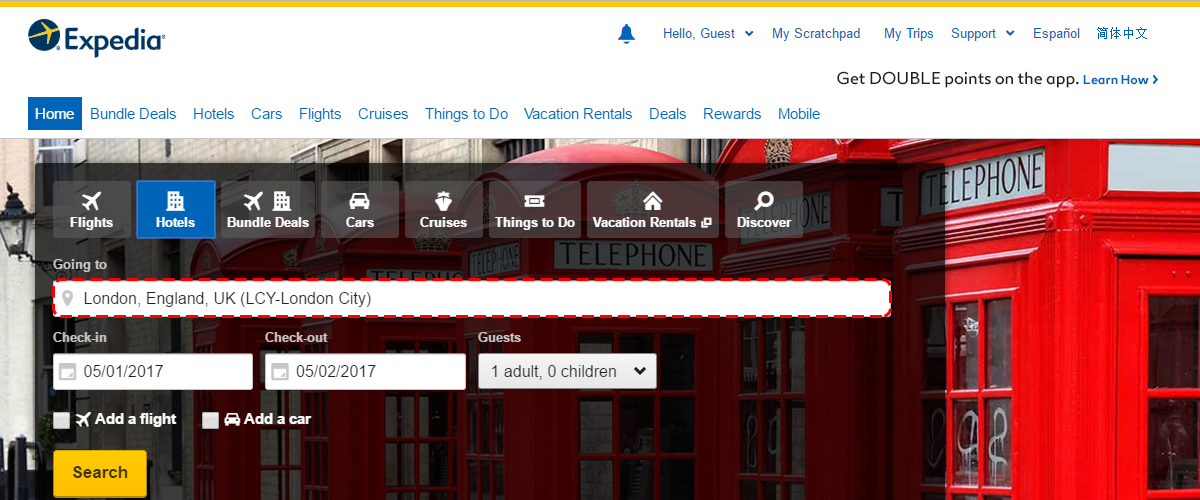 Expedia®
Hello, Guest My Scratchpad My Trips Support Español 简体中文
Get DOUBLE points on the app. Learn How
Home Bundle Deals Hotels Cars Flights Cruises Things to Do Vacation Rentals Deals Rewards Mobile
TELEPHONE
TELEPHONE
TELEPHONE
TELEPHONE
TELEPHONE
Flights Hotels Bundle Deals Cars Cruises Things to Do Vacation Rentals Discover
Going to
London, England, UK (LCY-London City)
Check-in Check-out Guests
05/01/2017 05/02/2017 1 adult, 0 children
Add a flight Add a car
Search